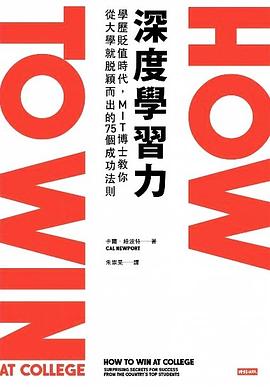 HOW
TO
WIN
AT COLLEGE
深度學習力
學歷貶值時代，MIT博士教你
從大學就脫穎而出的75個成功法則
卡爾．紐波特──著
CAL NEWPORT
朱崇旻──譯
HOW TO WIN AT COLLEGE
SURPRISING SECRETS FOR SUCCESS
FROM THE COUNTRY'S TOP STUDENTS